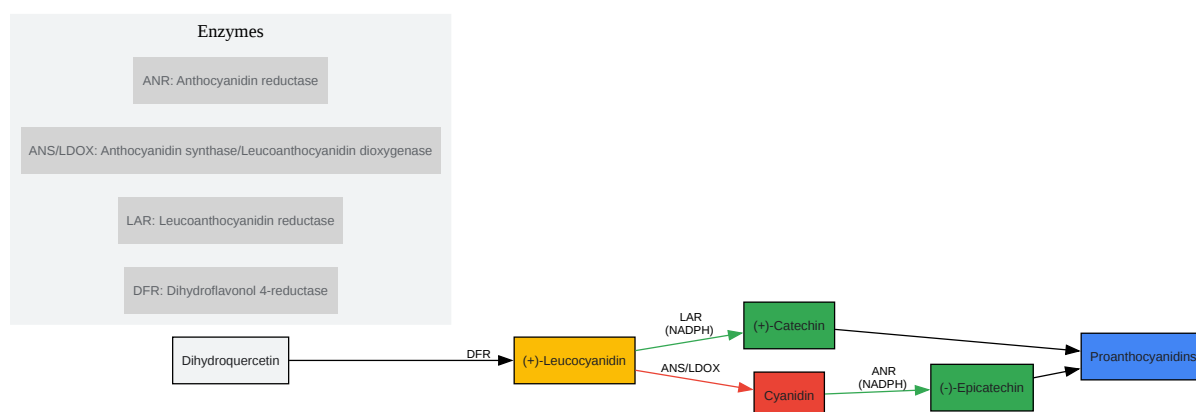 Enzymes
ANR: Anthocyanidin reductase
ANS/LDOX: Anthocyanidin synthase/Leucoanthocyanidin dioxygenase
LAR: Leucoanthocyanidin reductase
DFR: Dihydroflavonol 4-reductase
Dihydroquercetin
DFR
(+)-Leucocyanidin
LAR
(NADPH)
(+)-Catechin
ANS/LDOX
Cyanidin
ANR
(NADPH)
(-)-Epicatechin
Proanthocyanidins